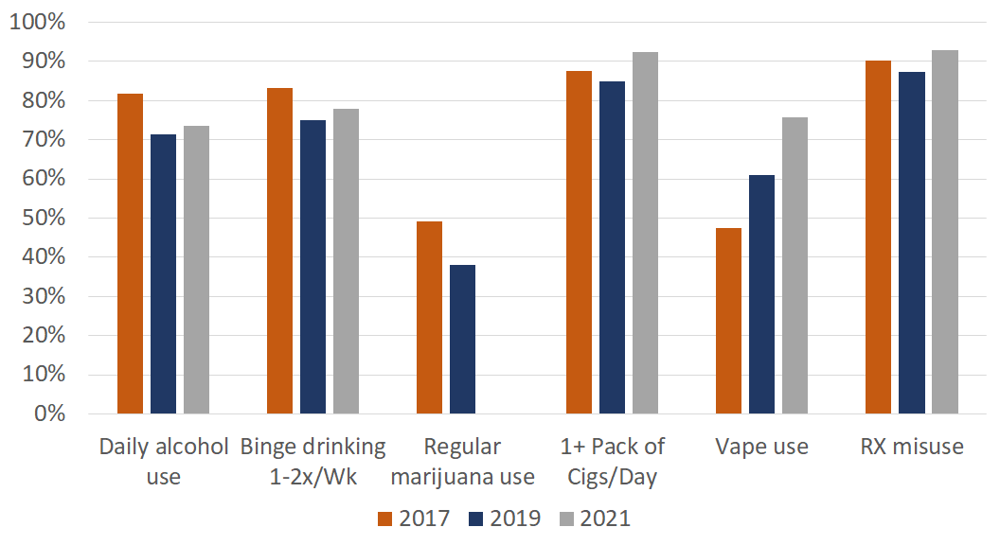 100%
90%
80%
70%
60%
50%
40%
30%
20%
10%
0%
Daily alcohol
use
Binge drinking
1-2x/Wk
Regular
marijuana use
1+ Pack of
Cigs/Day
Vape use
RX misuse
2017 2019 2021